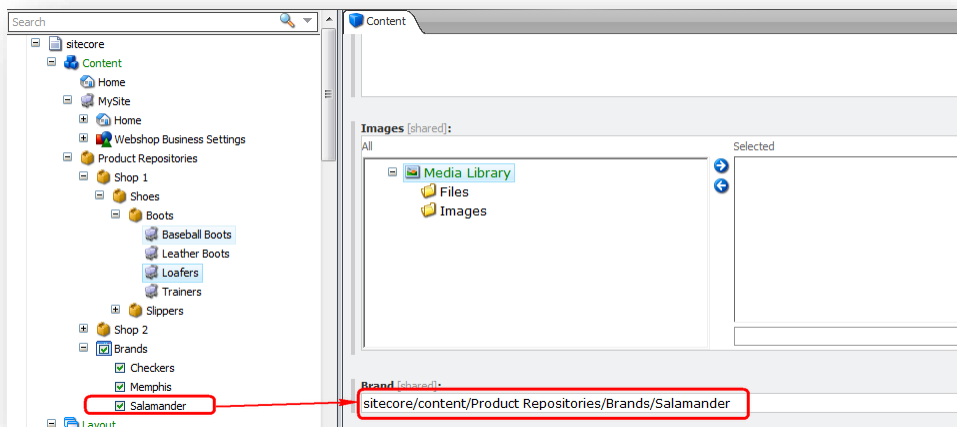 Search
sitecore
Content
Home
MySite
Home
Webshop Business Settings
Product Repositories
Shop 1
Shoes
Boots
Baseball Boots
Leather Boots
Loafers
Trainers
Slippers
Shop 2
Brands
Checkers
Memphis
Salamander
Layout
Content
Images [shared]:
All
Selected
Media Library
Files
Images
Brand [shared]:
sitecore/content/Product Repositories/Brands/Salamander